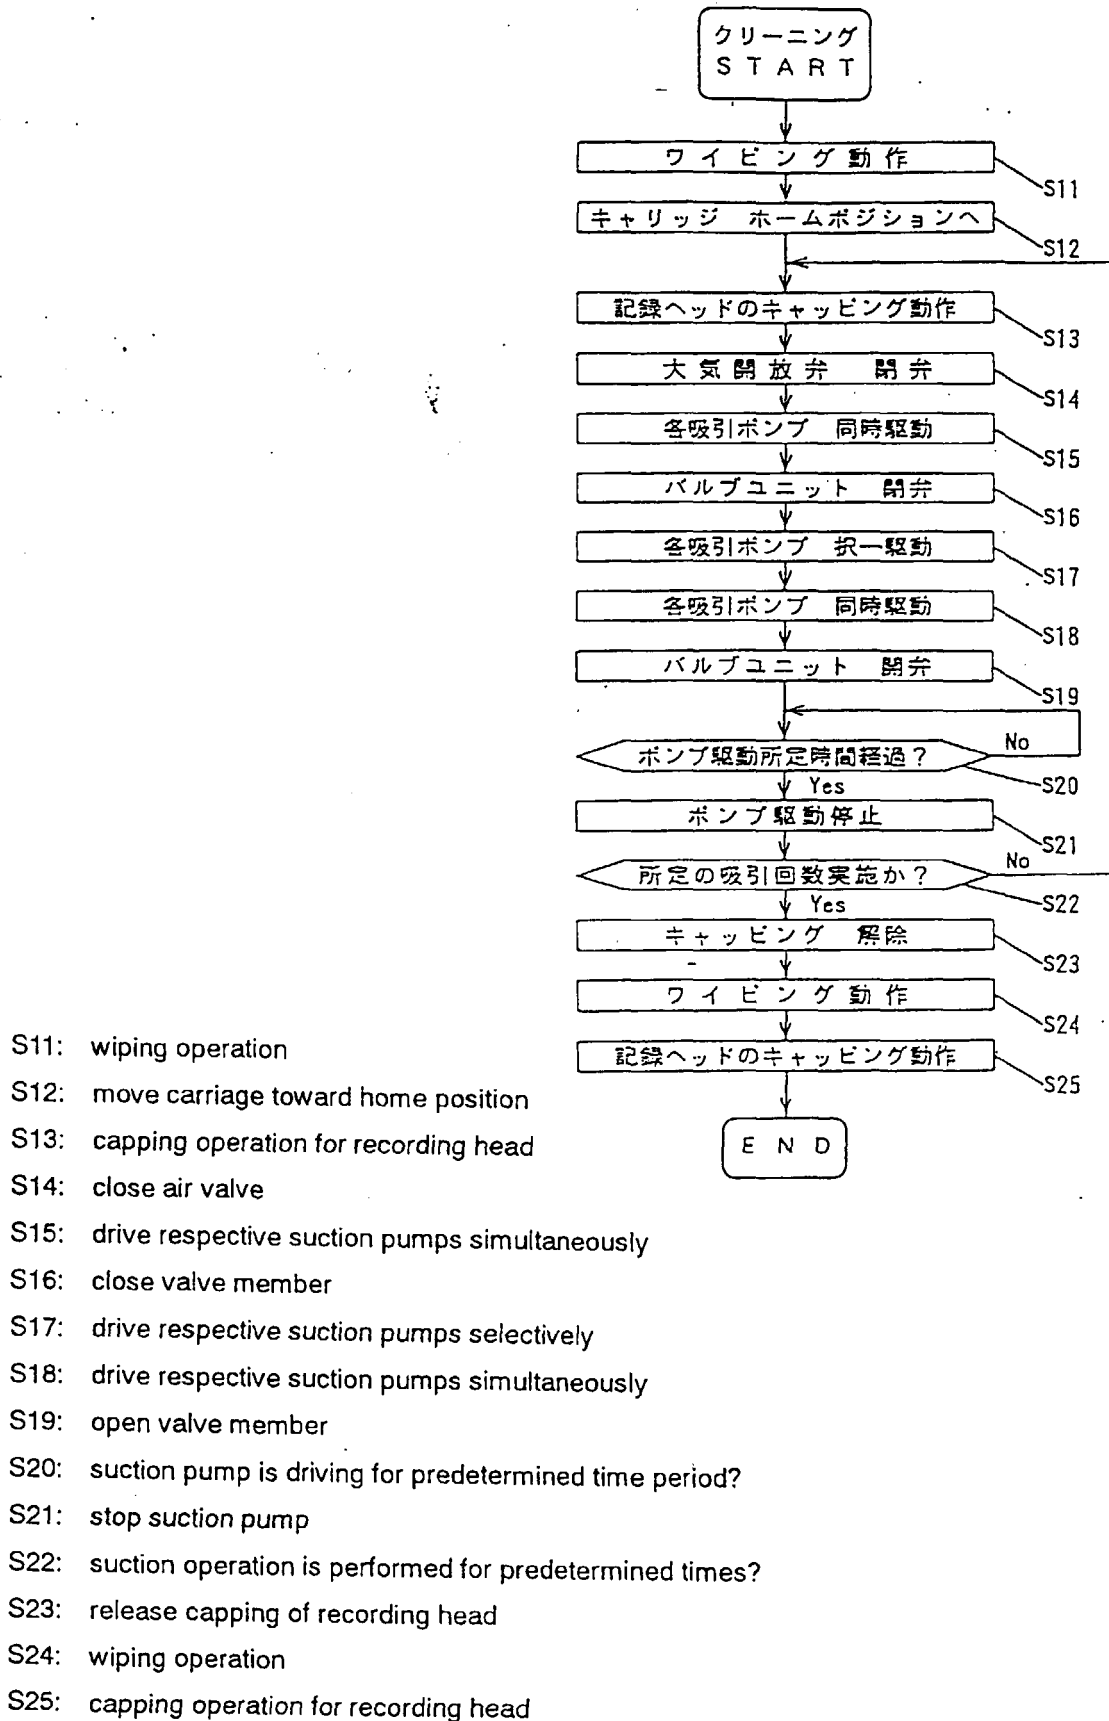 クリーニング
START
ワイピング動作
S11
キャリッジ ホームポジションへ
S12
記録ヘッドのキャッピング動作
S13
大気開放弁 閉弁
S14
各吸引ポンプ 同時駆動
S15
バルブユニット 閉弁
S16
各吸引ポンプ 択一駆動
S17
各吸引ポンプ 同時駆動
S18
バルブユニット 開弁
S19
ポンプ駆動所定時間経過?
No
S20
Yes
ポンプ駆動停止
S21
所定の吸引回数実施か?
No
S22
Yes
キャッピング 解除
S23
ワイピング動作
S24
記録ヘッドのキャッピング動作
S25
END
S11: wiping operation
S12: move carriage toward home position
S13: capping operation for recording head
S14: close air valve
S15: drive respective suction pumps simultaneously
S16: close valve member
S17: drive respective suction pumps selectively
S18: drive respective suction pumps simultaneously
S19: open valve member
S20: suction pump is driving for predetermined time period?
S21: stop suction pump
S22: suction operation is performed for predetermined times?
S23: release capping of recording head
S24: wiping operation
S25: capping operation for recording head